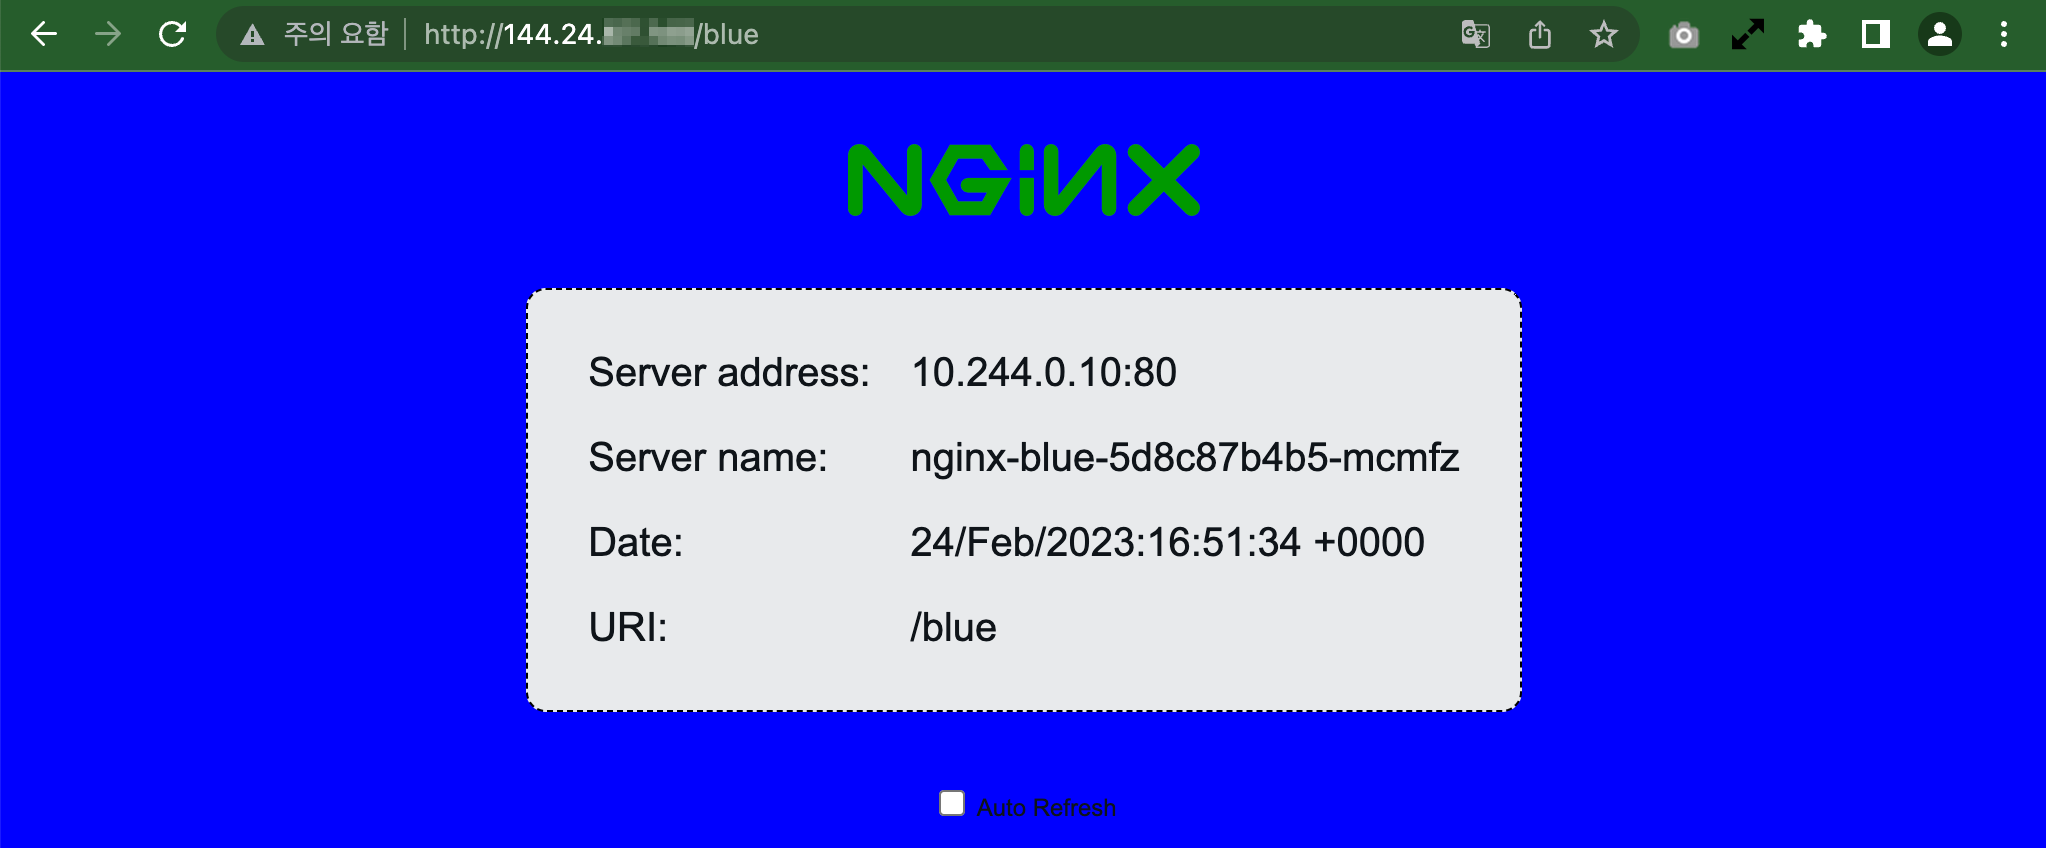 주의 요함 http://144.24. /blue
NGiNX
Server address: 10.244.0.10:80
Server name: nginx-blue-5d8c87b4b5-mcmfz
Date: 24/Feb/2023:16:51:34 +0000
URI: /blue
Auto Refresh